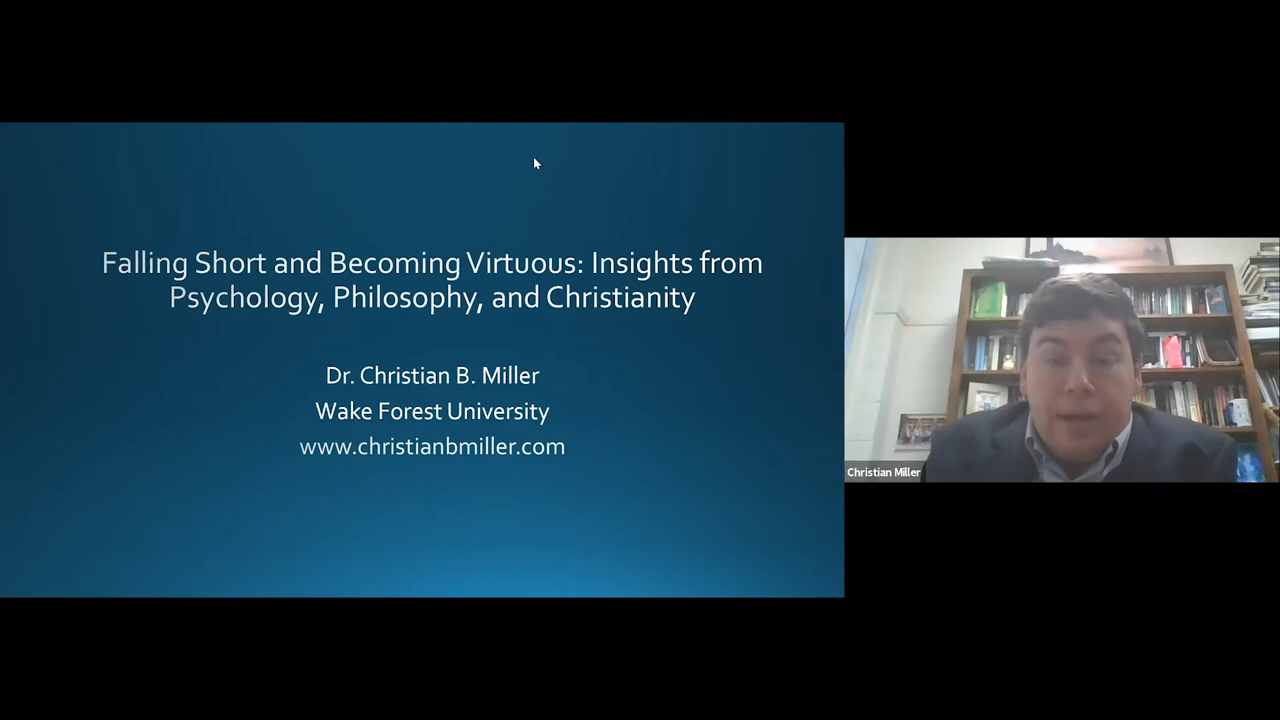 Falling Short and Becoming Virtuous: Insights from
Psychology, Philosophy, and Christianity
Dr. Christian B. Miller
Wake Forest University
www.christianbmiller.com
Christian Miller